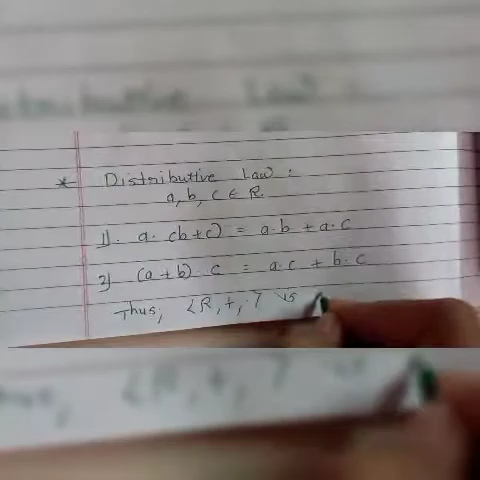 * Distributive Law :
a, b, c ∈ R.
1). a · (b+c) = a·b + a·c
2) (a+b) · c = a·c + b·c
Thus, <R, +, ·> is